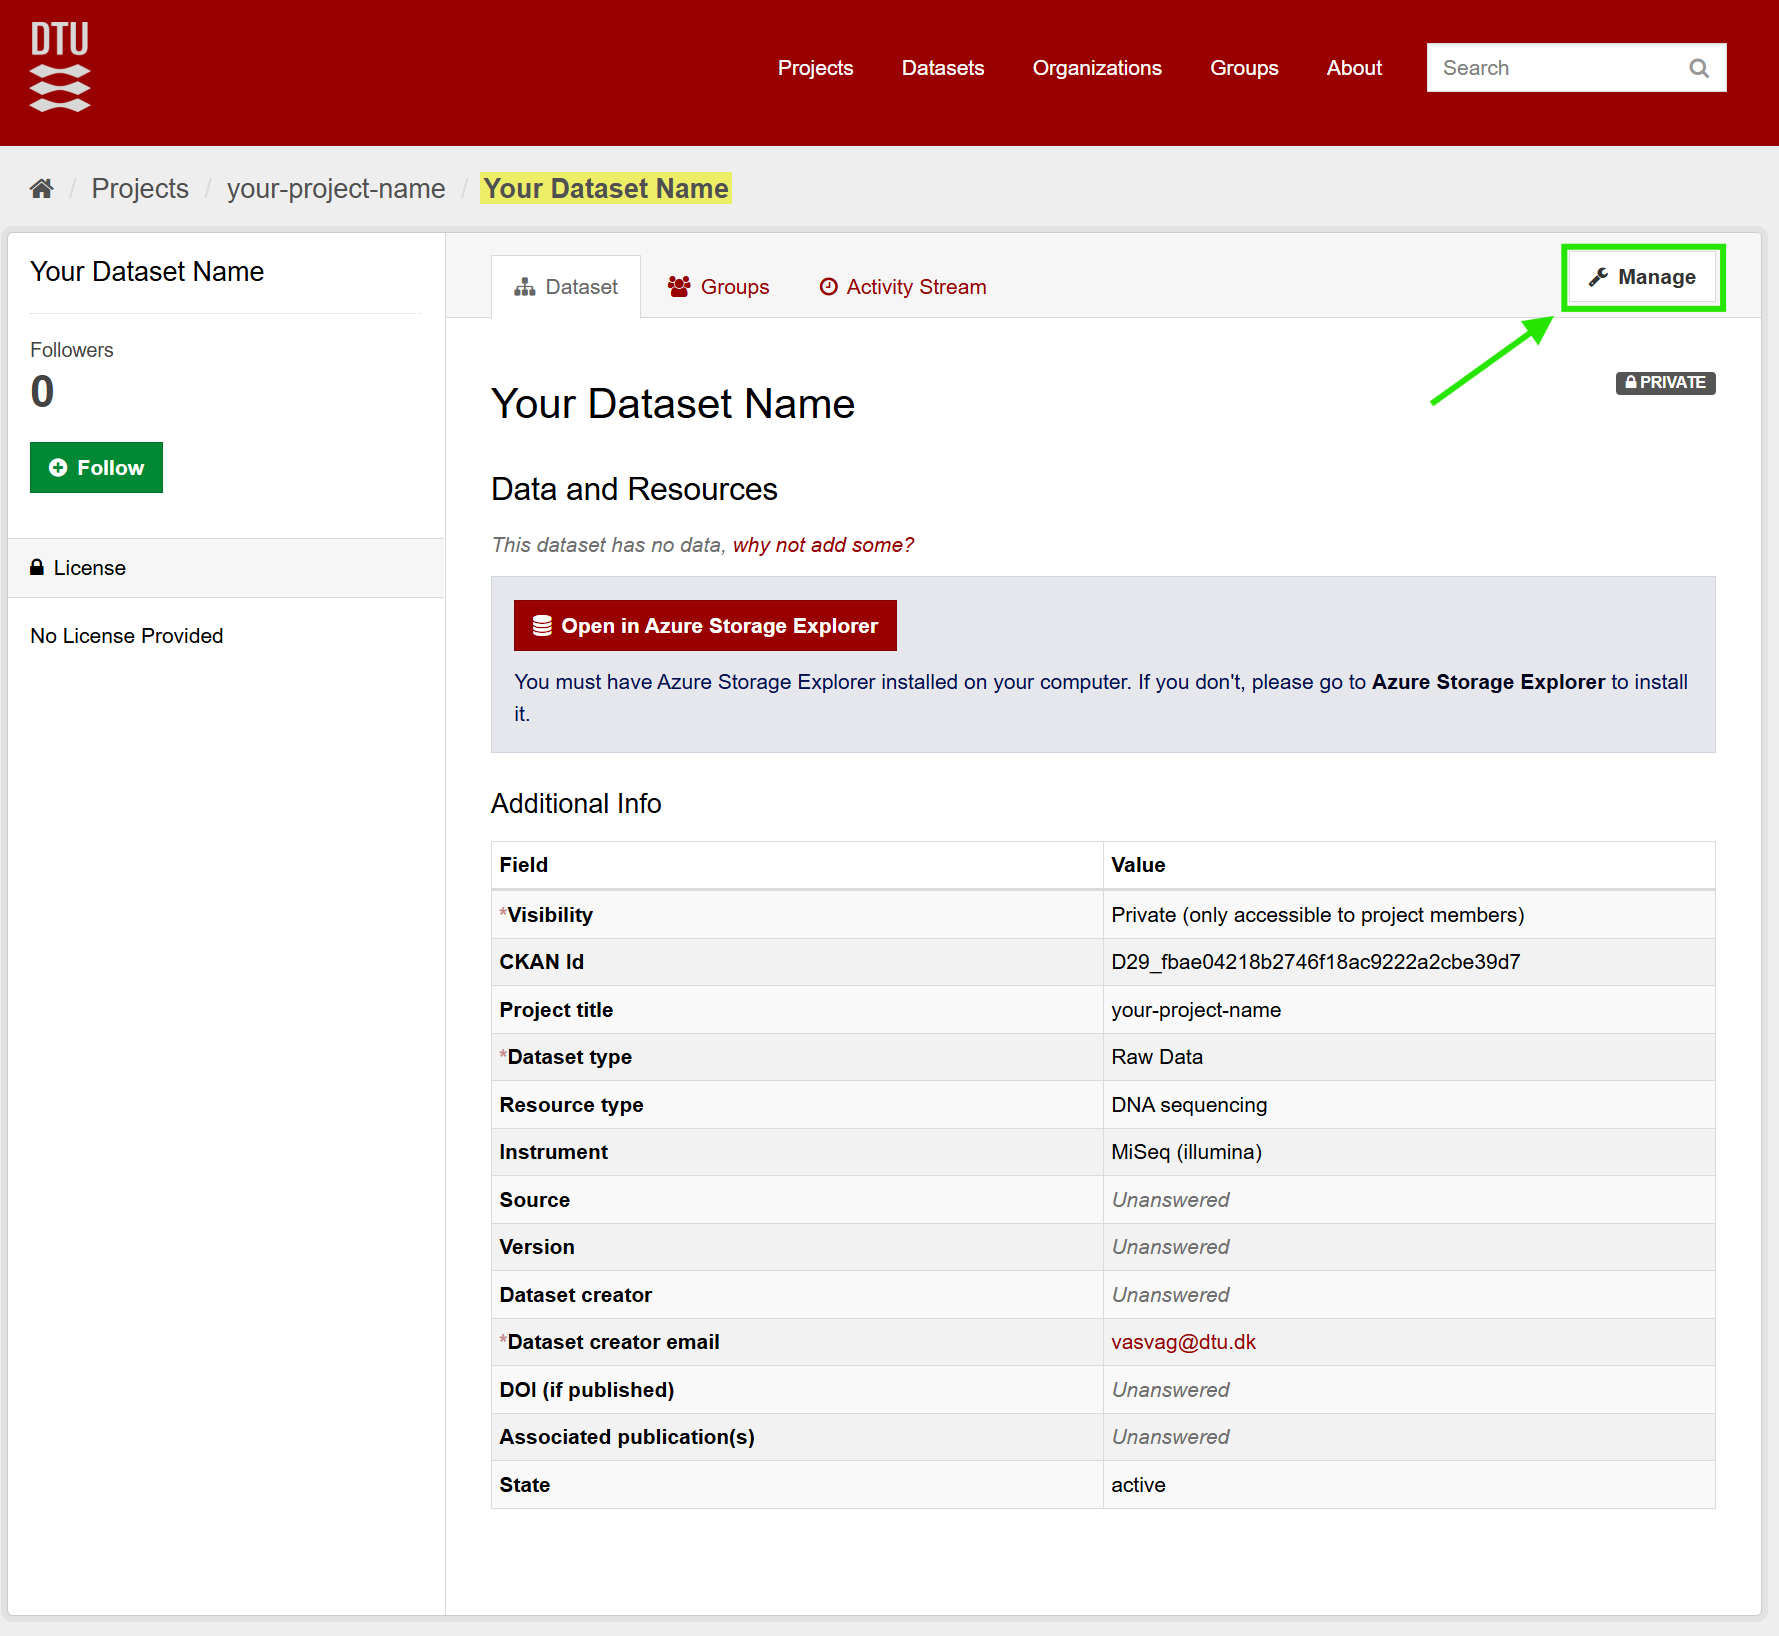 DTU
Projects Datasets Organizations Groups About Search
/ Projects / your-project-name / Your Dataset Name
Your Dataset Name
Followers
0
Follow
License
No License Provided
Dataset Groups Activity Stream Manage
PRIVATE
Your Dataset Name
Data and Resources
This dataset has no data, why not add some?
Open in Azure Storage Explorer
You must have Azure Storage Explorer installed on your computer. If you don't, please go to Azure Storage Explorer to install
it.
Additional Info
Field Value
*Visibility Private (only accessible to project members)
CKAN Id D29_fbae04218b2746f18ac9222a2cbe39d7
Project title your-project-name
*Dataset type Raw Data
Resource type DNA sequencing
Instrument MiSeq (illumina)
Source Unanswered
Version Unanswered
Dataset creator Unanswered
*Dataset creator email vasvag@dtu.dk
DOI (if published) Unanswered
Associated publication(s) Unanswered
State active